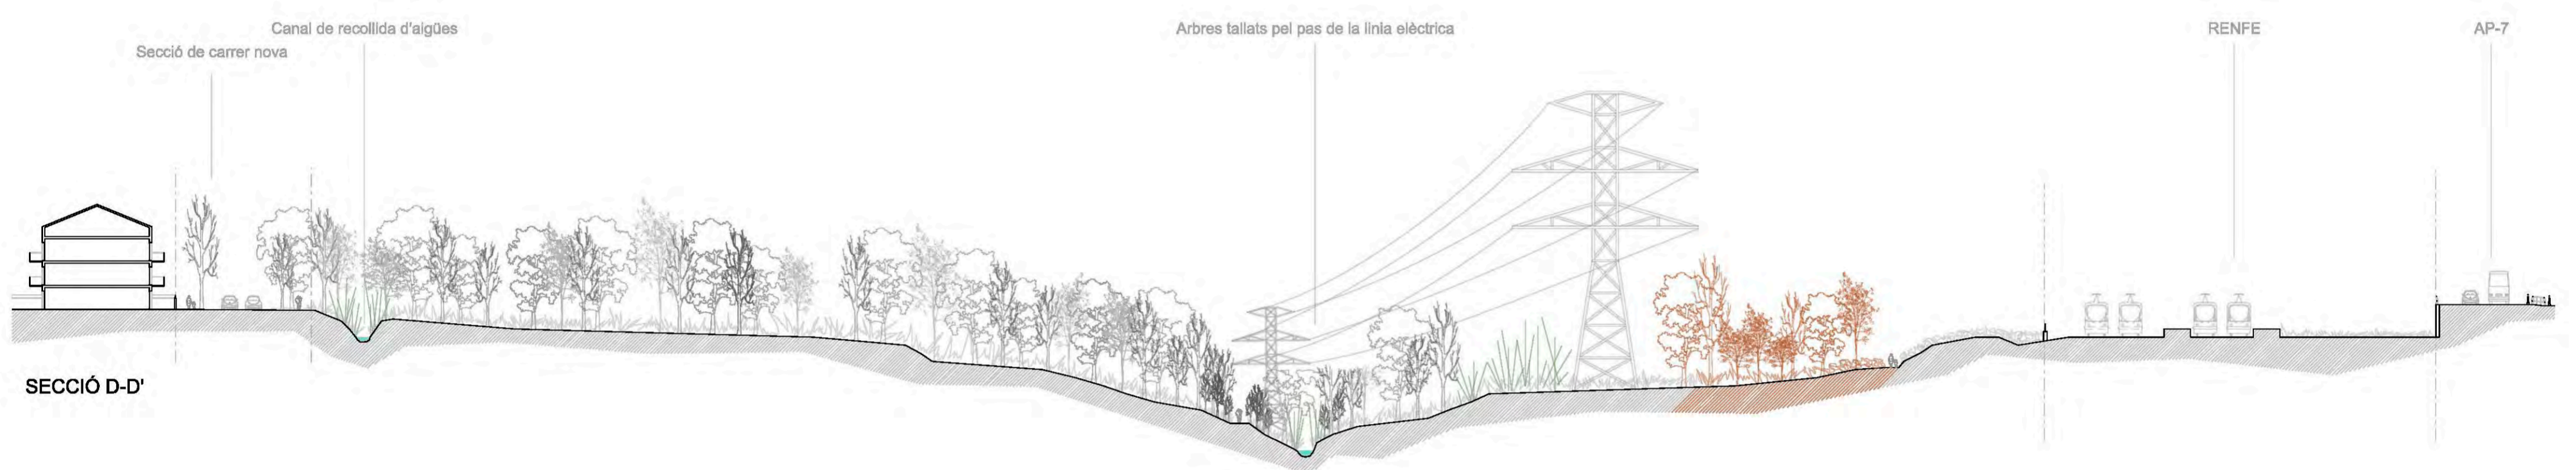 Canal de recollida d'aigües
Arbres tallats pel pas de la linia elèctrica
RENFE
AP-7
Secció de carrer nova
SECCIÓ D-D'